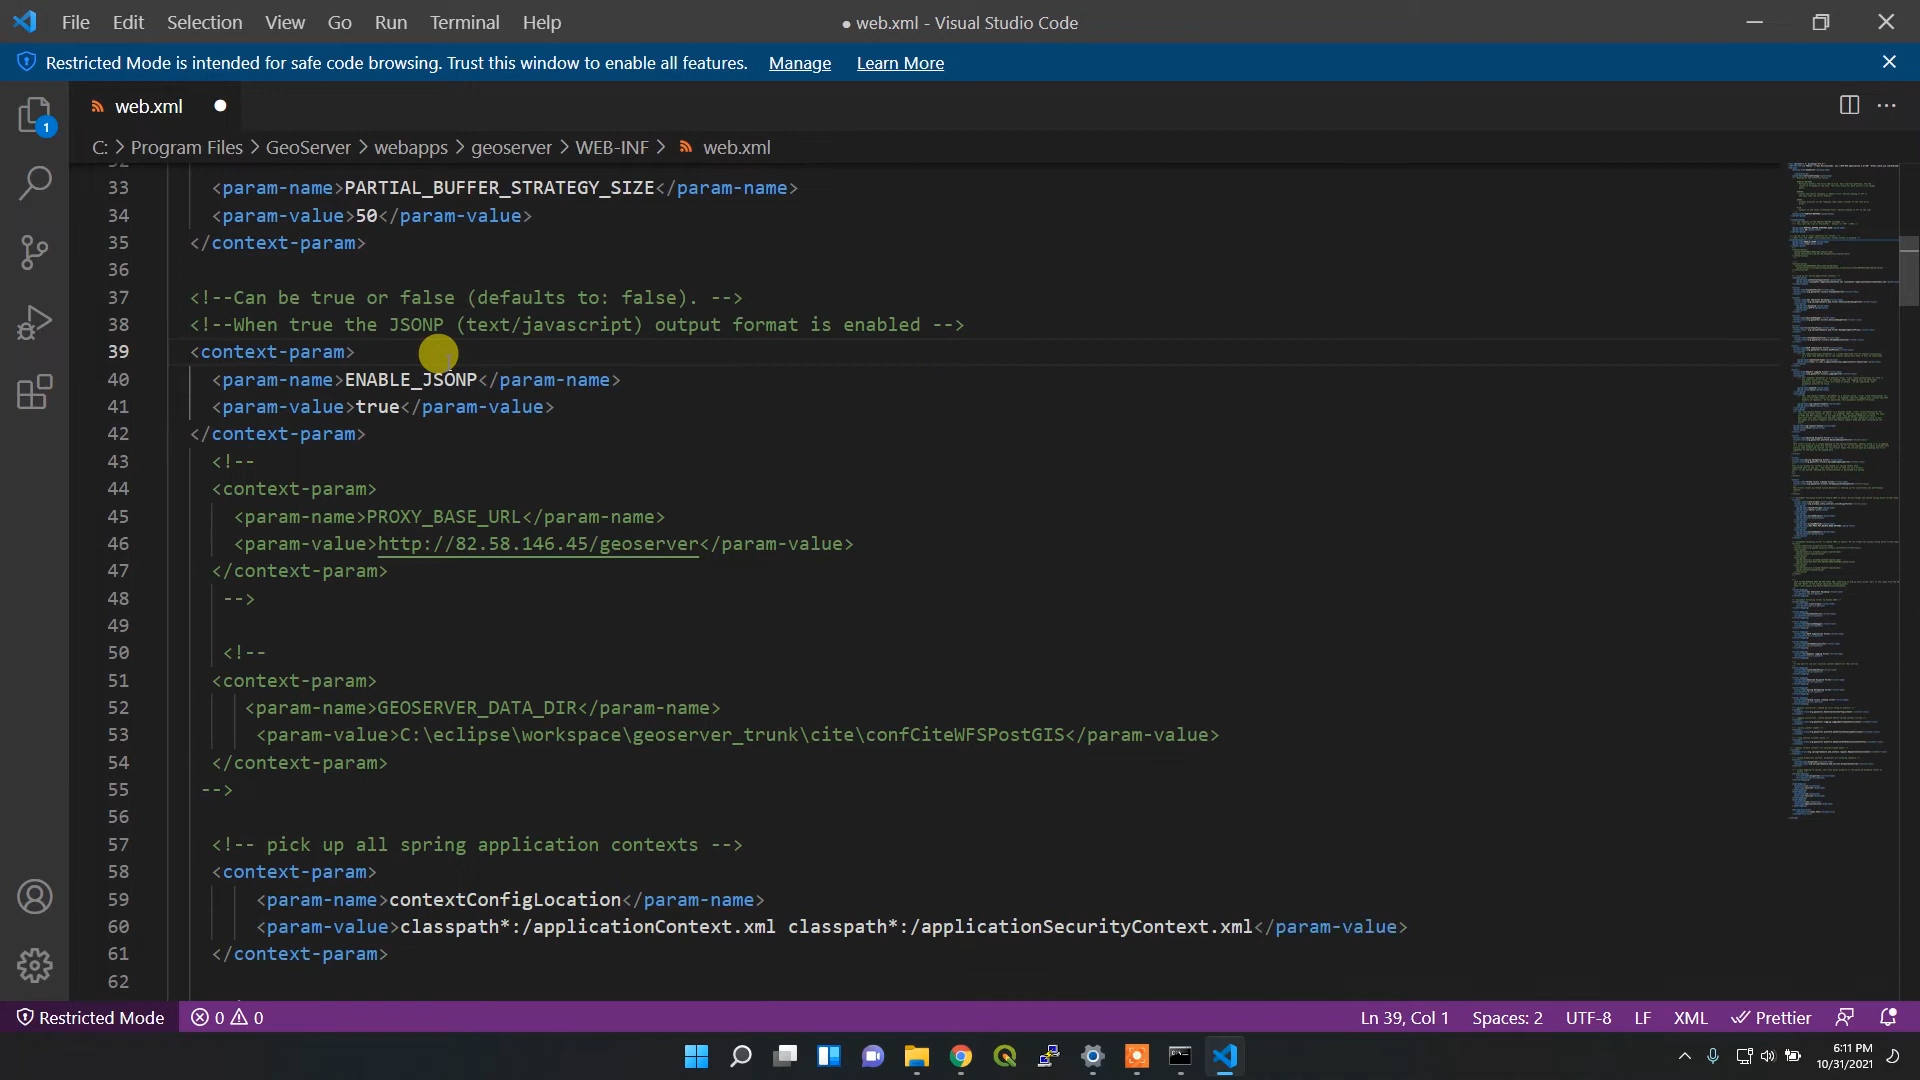 File Edit Selection View Go Run Terminal Help ● web.xml - Visual Studio Code
Restricted Mode is intended for safe code browsing. Trust this window to enable all features. Manage Learn More
web.xml
C: > Program Files > GeoServer > webapps > geoserver > WEB-INF > web.xml
33 <param-name>PARTIAL_BUFFER_STRATEGY_SIZE</param-name>
34 <param-value>50</param-value>
35 </context-param>
36
37 <!--Can be true or false (defaults to: false). -->
38 <!--When true the JSONP (text/javascript) output format is enabled -->
39 <context-param>
40 <param-name>ENABLE_JSONP</param-name>
41 <param-value>true</param-value>
42 </context-param>
43 <!--
44 <context-param>
45 <param-name>PROXY_BASE_URL</param-name>
46 <param-value>http://82.58.146.45/geoserver</param-value>
47 </context-param>
48 -->
49
50 <!--
51 <context-param>
52 <param-name>GEOSERVER_DATA_DIR</param-name>
53 <param-value>C:\eclipse\workspace\geoserver_trunk\cite\confCiteWFSPostGIS</param-value>
54 </context-param>
55 -->
56
57 <!-- pick up all spring application contexts -->
58 <context-param>
59 <param-name>contextConfigLocation</param-name>
60 <param-value>classpath*:/applicationContext.xml classpath*:/applicationSecurityContext.xml</param-value>
61 </context-param>
62
1
Restricted Mode 0 0 Ln 39, Col 1 Spaces: 2 UTF-8 LF XML Prettier
6:11 PM
10/31/2021